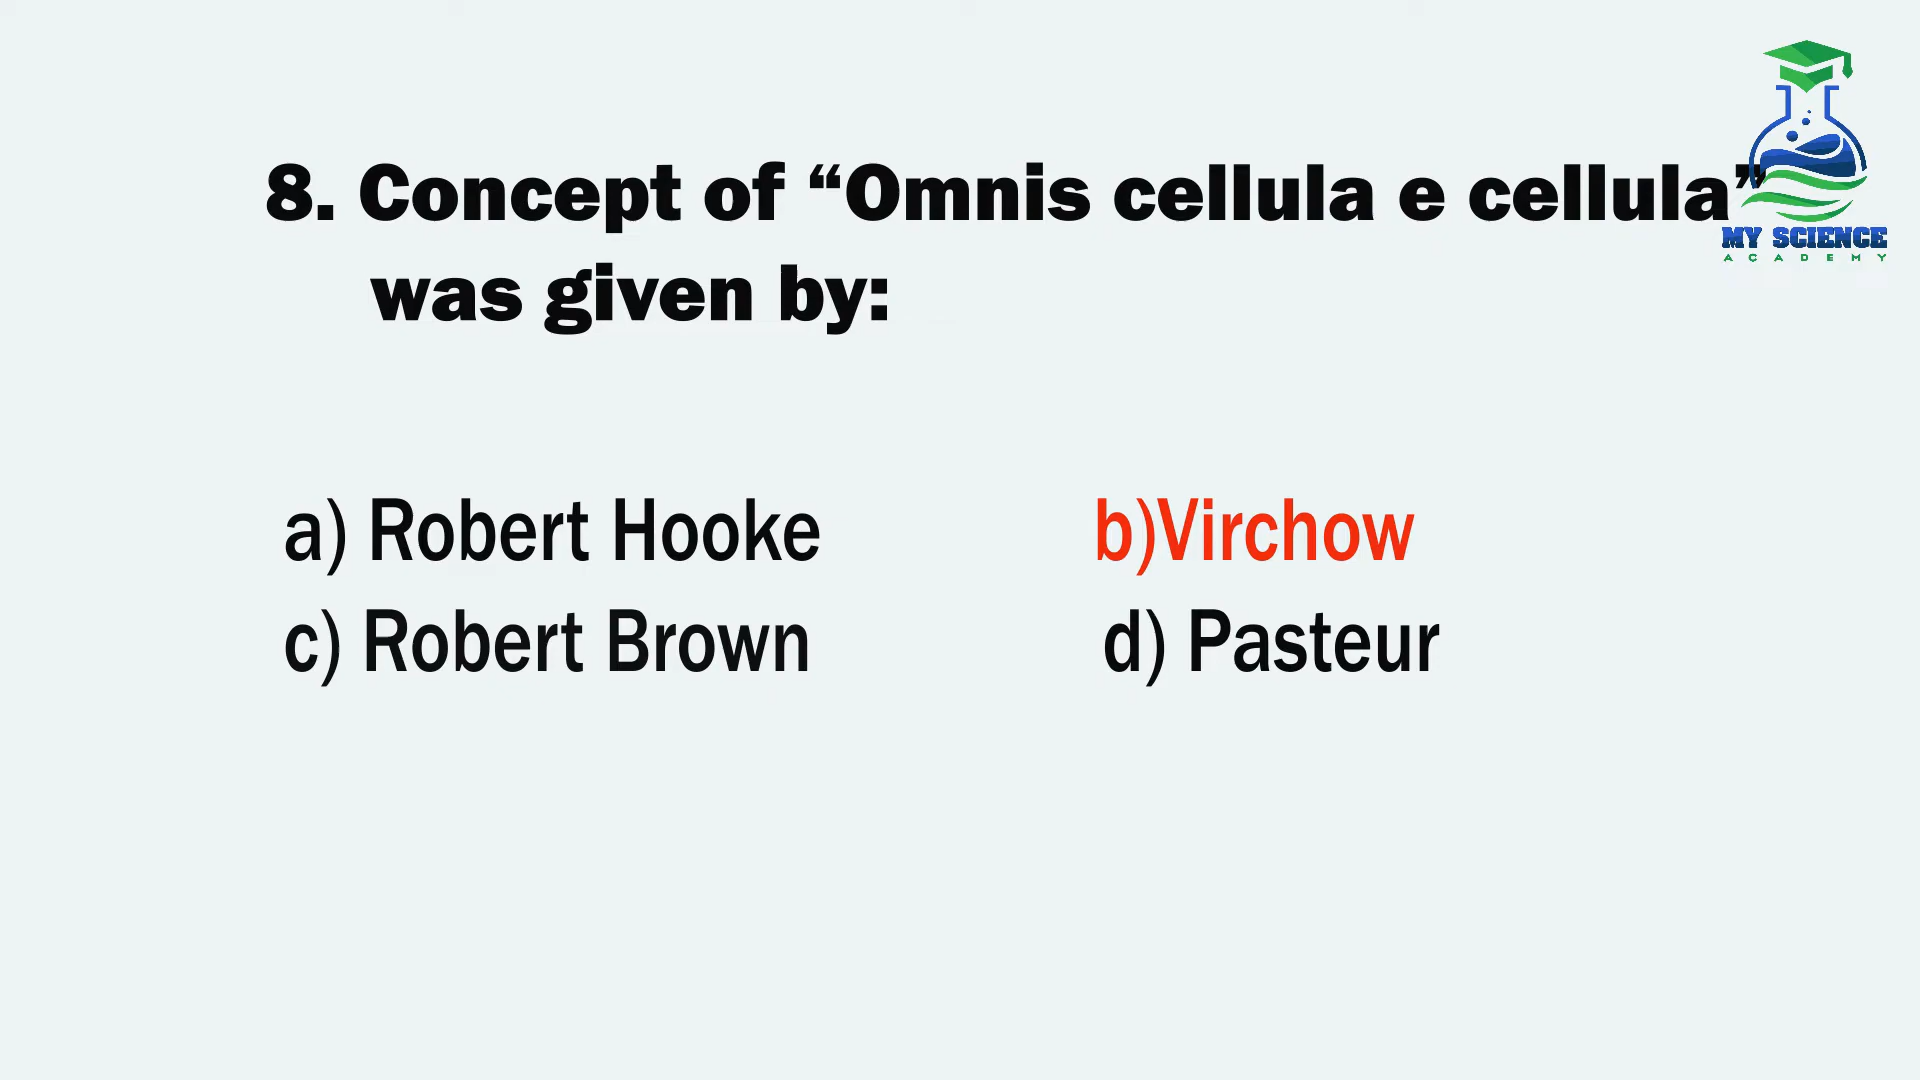 8. Concept of “Omnis cellula e cellula”
was given by:
a) Robert Hooke
b)Virchow
c) Robert Brown
d) Pasteur
MY SCIENCE
ACADEMY